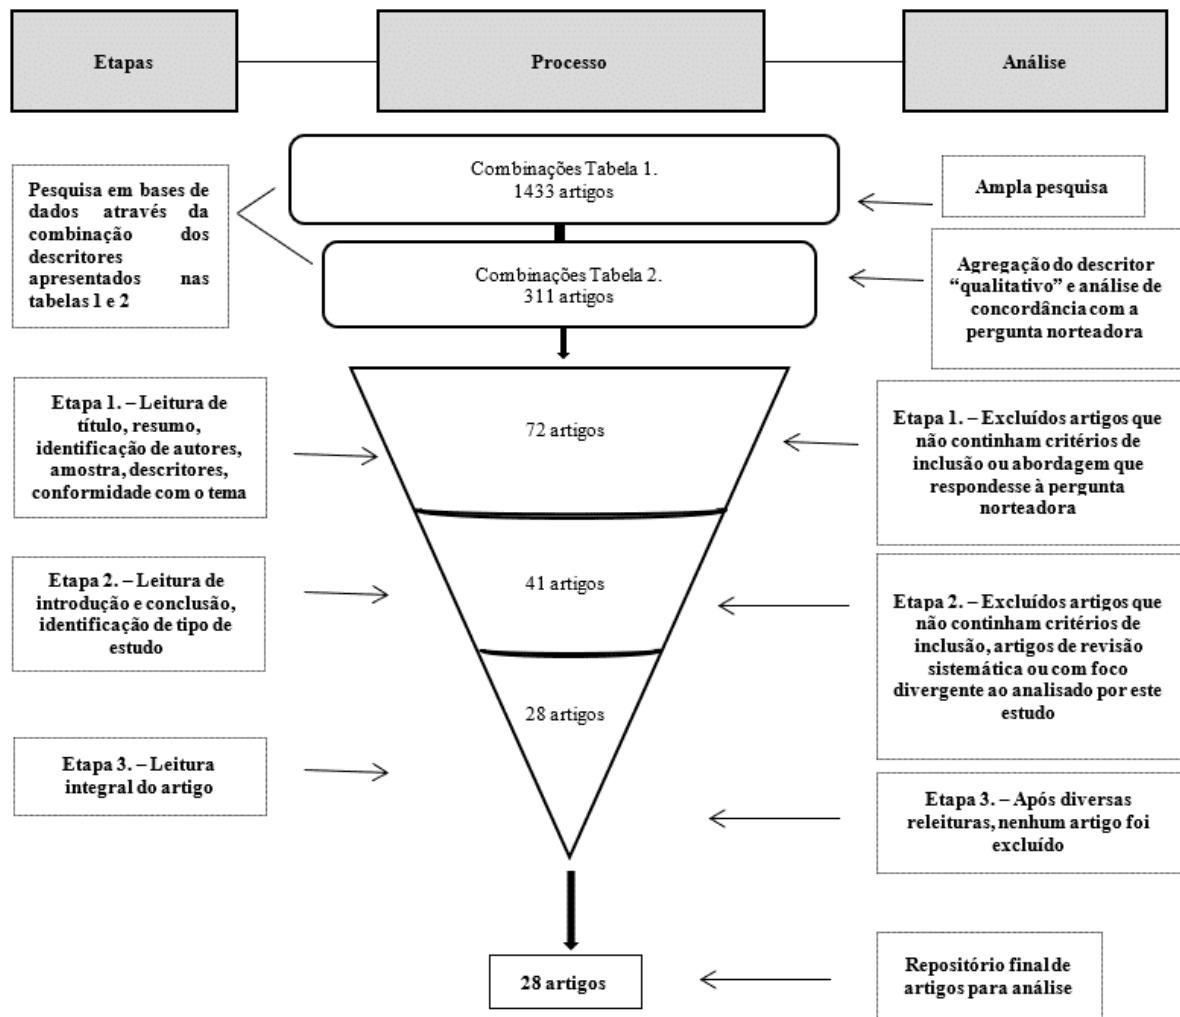 Etapas
Processo
Análise
Combinações Tabela 1.
1433 artigos
Pesquisa em bases de
dados através da
combinação dos
descritores
apresentados nas
tabelas 1 e 2
Ampla pesquisa
Combinações Tabela 2.
311 artigos
Agregação do descritor
“qualitativo” e análise de
concordância com a
pergunta norteadora
Etapa 1. – Leitura de
título, resumo,
identificação de autores,
amostra, descritores,
conformidade com o tema
72 artigos
Etapa 1. – Excluídos artigos que
não continham critérios de
inclusão ou abordagem que
respondesse à pergunta
norteadora
Etapa 2. – Leitura de
introdução e conclusão,
identificação de tipo de
estudo
41 artigos
Etapa 2. – Excluídos artigos que
não continham critérios de
inclusão, artigos de revisão
sistemática ou com foco
divergente ao analisado por este
estudo
28 artigos
Etapa 3. – Leitura
integral do artigo
Etapa 3. – Após diversas
releituras, nenhum artigo foi
excluído
28 artigos
Repositório final de
artigos para análise